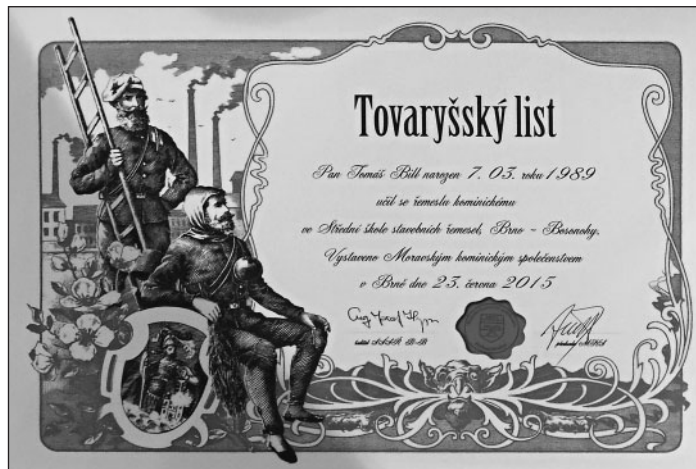 Tovaryšský list
Pan Tomáš Bill narozen 7. 03. roku 1989
učil se řemeslu kominickému
ve Střední škole stavebních řemesel, Brno - Bosonohy.
Vystaveno Moravským kominickým společenstvem
v Brně dne 23. června 2015